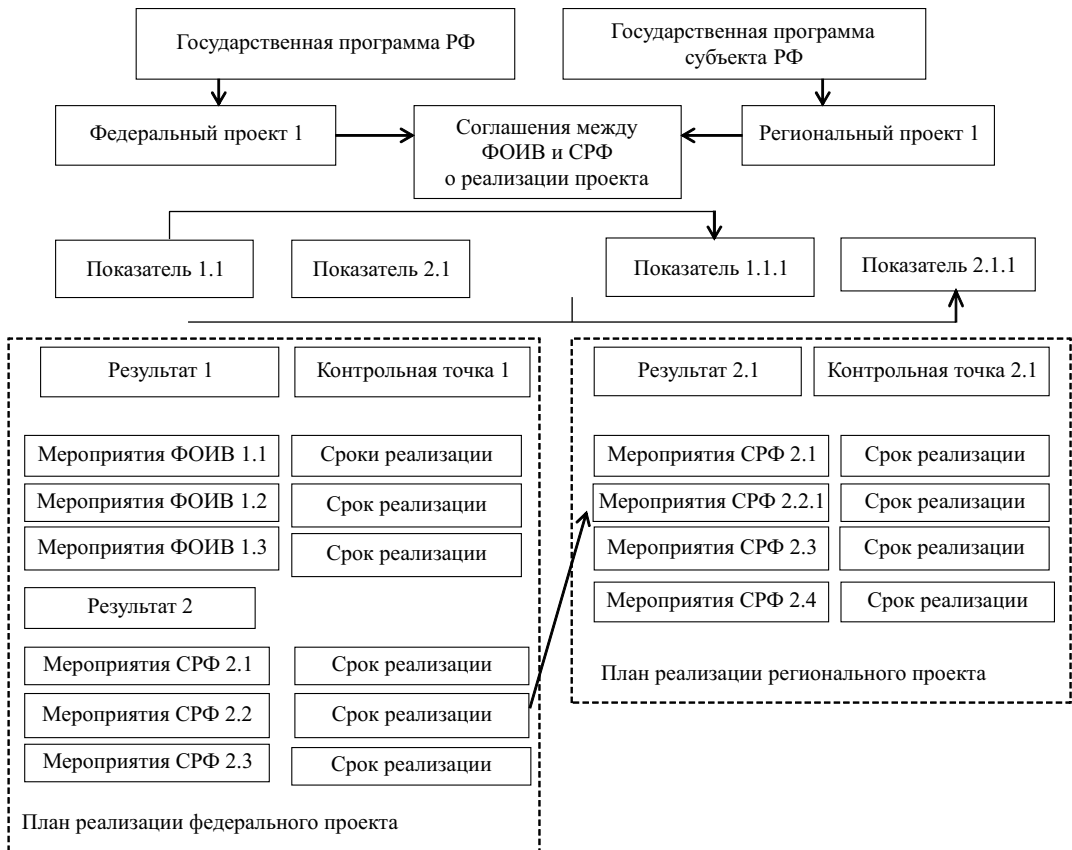 Государственная программа РФ
Государственная программа
субъекта РФ
Федеральный проект 1
Соглашения между
ФОИВ и СРФ
о реализации проекта
Региональный проект 1
Показатель 1.1
Показатель 2.1
Показатель 1.1.1
Показатель 2.1.1
Результат 1
Контрольная точка 1
Мероприятия ФОИВ 1.1
Сроки реализации
Мероприятия ФОИВ 1.2
Срок реализации
Мероприятия ФОИВ 1.3
Срок реализации
Результат 2
Мероприятия СРФ 2.1
Срок реализации
Мероприятия СРФ 2.2
Срок реализации
Мероприятия СРФ 2.3
Срок реализации
План реализации федерального проекта
Результат 2.1
Контрольная точка 2.1
Мероприятия СРФ 2.1
Срок реализации
Мероприятия СРФ 2.2.1
Срок реализации
Мероприятия СРФ 2.3
Срок реализации
Мероприятия СРФ 2.4
Срок реализации
План реализации регионального проекта